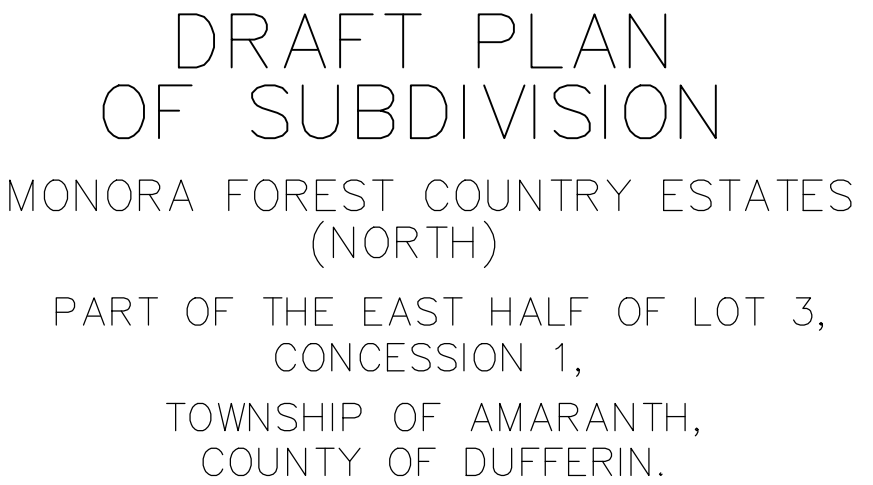 DRAFT PLAN
OF SUBDIVISION
MONORA FOREST COUNTRY ESTATES
(NORTH)
PART OF THE EAST HALF OF LOT 3,
CONCESSION 1,
TOWNSHIP OF AMARANTH,
COUNTY OF DUFFERIN.